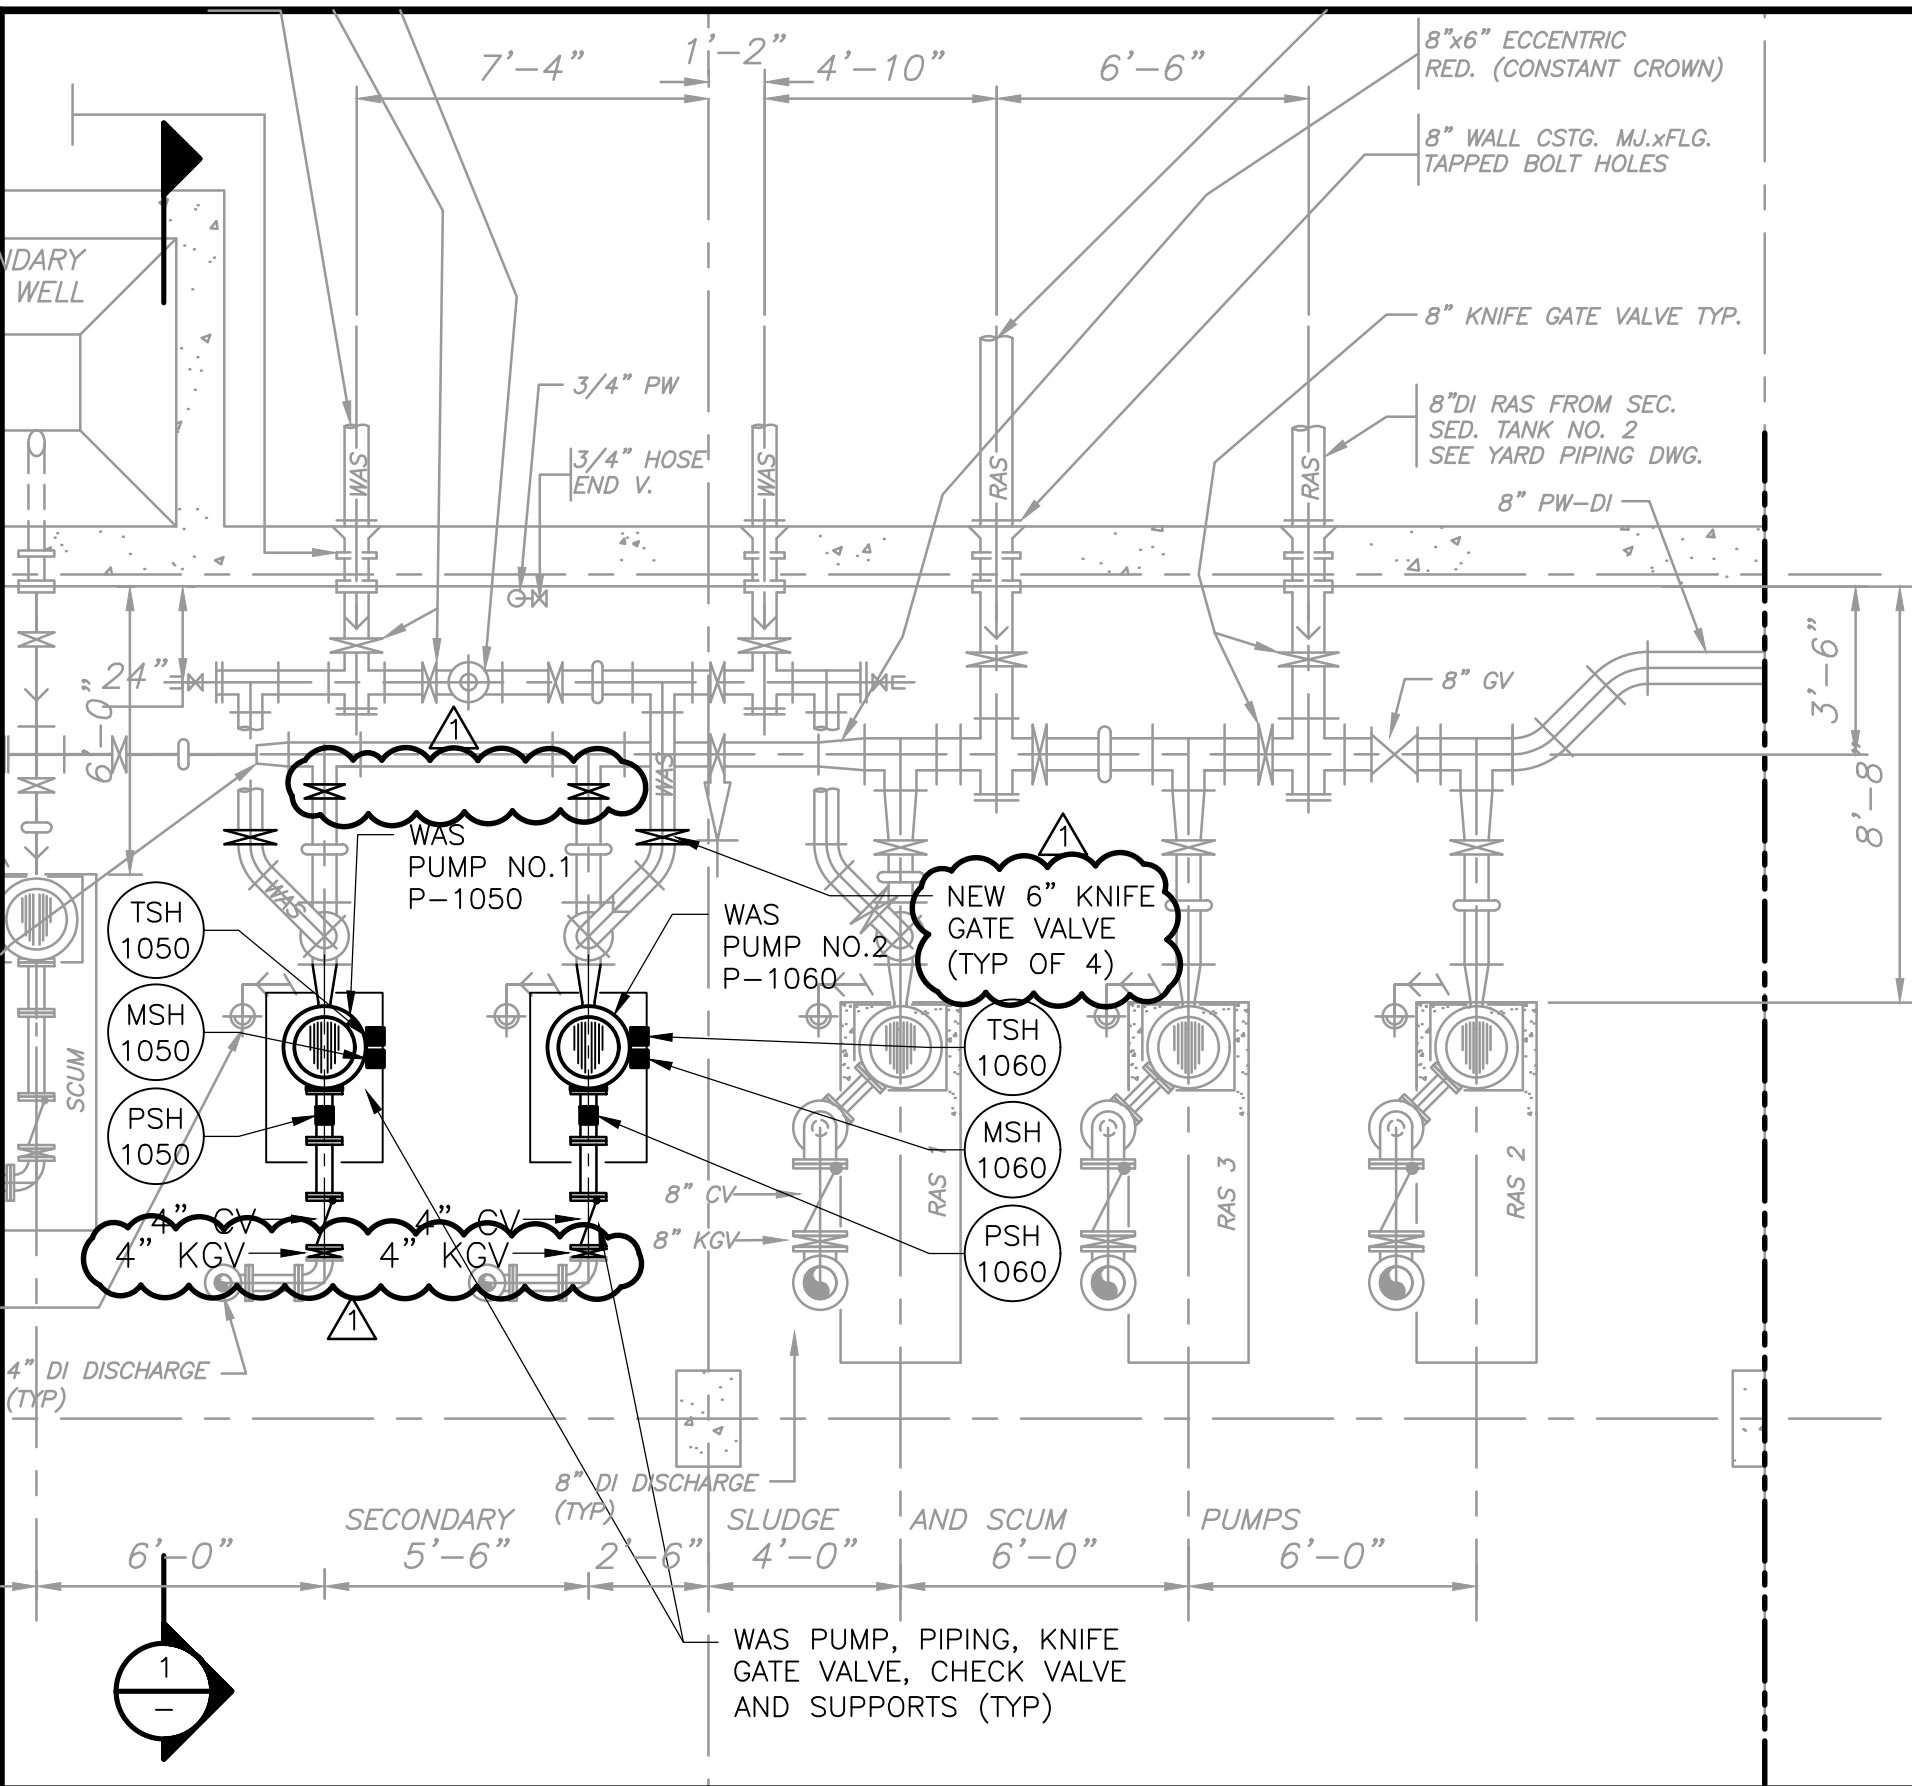 7'-4"
1'-2"
4'-10"
6'-6"
8"x6" ECCENTRIC
RED. (CONSTANT CROWN)
8" WALL CSTG. MJ.xFLG.
TAPPED BOLT HOLES
NDARY
WELL
8" KNIFE GATE VALVE TYP.
3/4" PW
3/4" HOSE
END V.
8"DI RAS FROM SEC.
SED. TANK NO. 2
SEE YARD PIPING DWG.
8" PW-DI
WAS
WAS
RAS
RAS
24"
6'-0"
8" GV
3'-6"
8'-8"
1
WAS
WAS
WAS
PUMP NO.1
P-1050
1
NEW 6" KNIFE
GATE VALVE
(TYP OF 4)
WAS
PUMP NO.2
P-1060
TSH
1050
MSH
1050
PSH
1050
TSH
1060
MSH
1060
PSH
1060
SCUM
RAS 1
RAS 3
RAS 2
8" CV
8" KGV
4" CV
4" CV
4" KGV
4" KGV
1
4" DI DISCHARGE
(TYP)
8" DI DISCHARGE
(TYP)
SECONDARY SLUDGE AND SCUM PUMPS
6'-0"
5'-6"
2'-6"
4'-0"
6'-0"
6'-0"
WAS PUMP, PIPING, KNIFE
GATE VALVE, CHECK VALVE
AND SUPPORTS (TYP)
1
-